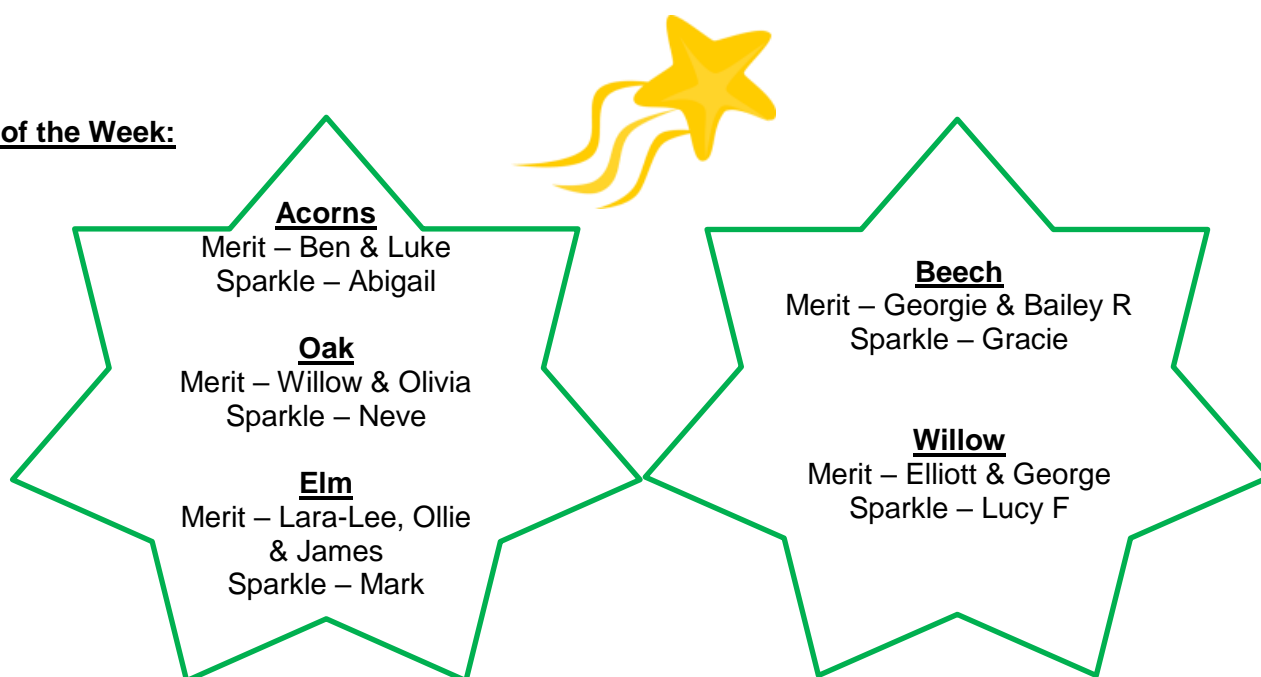 of the Week:
Acorns
Merit – Ben & Luke
Sparkle – Abigail
Oak
Merit – Willow & Olivia
Sparkle – Neve
Elm
Merit – Lara-Lee, Ollie
& James
Sparkle – Mark
Beech
Merit – Georgie & Bailey R
Sparkle – Gracie
Willow
Merit – Elliott & George
Sparkle – Lucy F